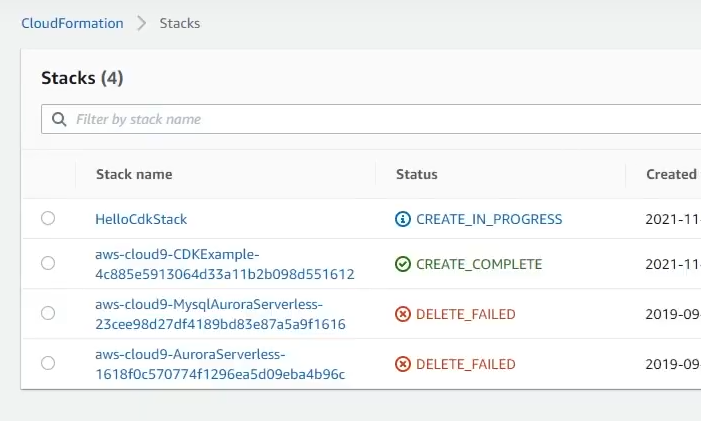 CloudFormation > Stacks
Stacks (4)
Filter by stack name
Stack name Status Created
HelloCdkStack CREATE_IN_PROGRESS 2021-11-
aws-cloud9-CDKExample-
4c885e5913064d33a11b2b098d551612 CREATE_COMPLETE 2021-11-
aws-cloud9-MysqlAuroraServerless-
23cee98d27df4189bd83e87a5a9f1616 DELETE_FAILED 2019-09-
aws-cloud9-AuroraServerless-
1618f0c570774f1296ea5d09eba4b96c DELETE_FAILED 2019-09-